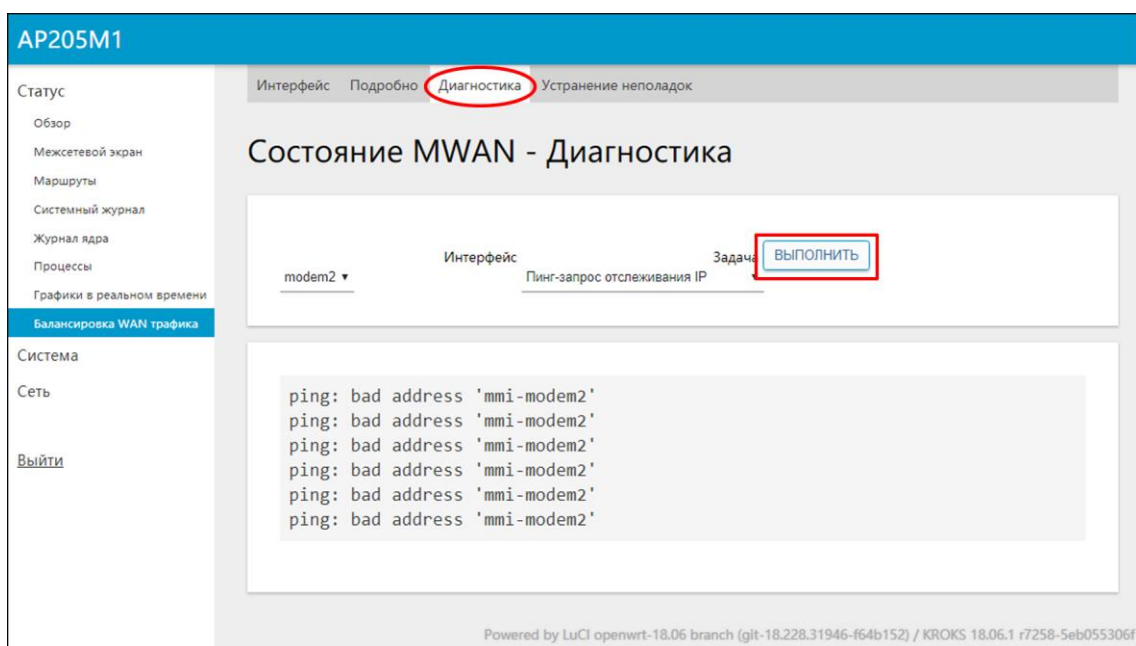 AP205M1
Статус
Обзор
Межсетевой экран
Маршруты
Системный журнал
Журнал ядра
Процессы
Графики в реальном времени
Балансировка WAN трафика
Система
Сеть
Выйти
Интерфейс Подробно Диагностика Устранение неполадок
Состояние MWAN - Диагностика
Интерфейс Задача ВЫПОЛНИТЬ
modem2 Пинг-запрос отслеживания IP
ping: bad address 'mmi-modem2'
ping: bad address 'mmi-modem2'
ping: bad address 'mmi-modem2'
ping: bad address 'mmi-modem2'
ping: bad address 'mmi-modem2'
ping: bad address 'mmi-modem2'
Powered by LuCI openwrt-18.06 branch (git-18.228.31946-f64b152) / KROKS 18.06.1 r7258-5eb055306f